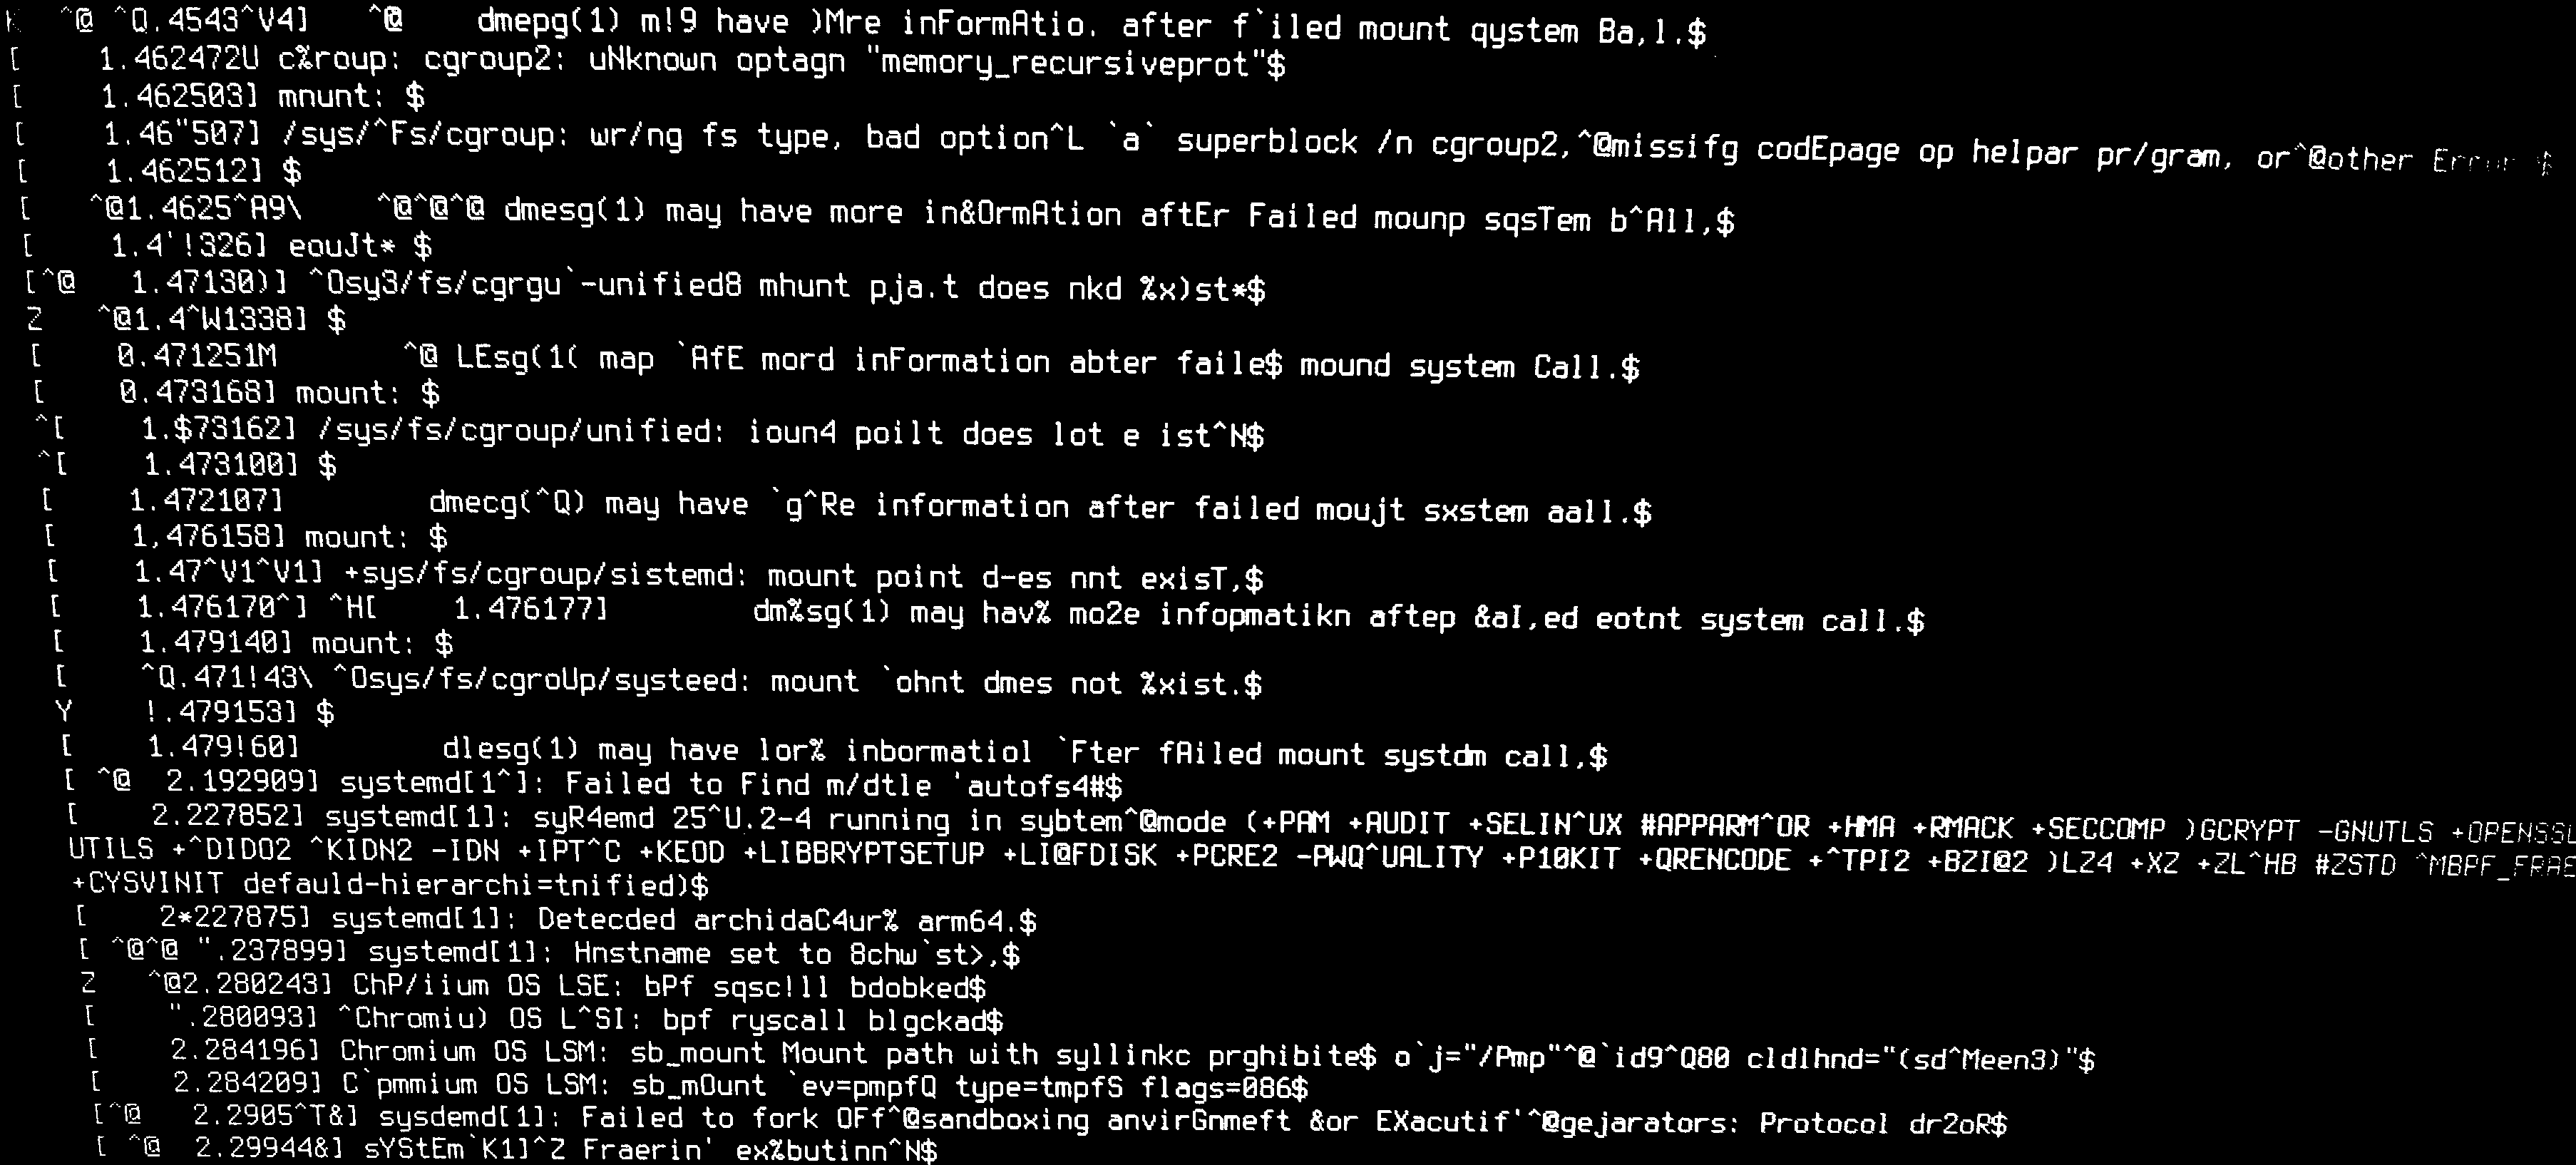 K ^@ ^Q.4543^V4] ^@ dmepg(1) m!9 have )Mre inFormAtio. after f`iled mount qystem Ba,l.$
[ 1.462472U c%roup: cgroup2: uNknown optagn "memory_recursiveprot"$
[ 1.462503] mnunt: $
[ 1.46"507] /sys/^Fs/cgroup: wr/ng fs type, bad option^L `a` superblock /n cgroup2,^@missifg codEpage op helpar pr/gram, or^@other Error $
[ 1.462512] $
[ ^@1.4625^A9\ ^@^@^@ dmesg(1) may have more in&OrmAtion aftEr Failed mounp sqsTem b^All,$
[ 1.4'!326] eouJt* $
[^@ 1.47130)] ^Osy3/fs/cgrgu`-unified8 mhunt pja.t does nkd %x)st*$
Z ^@1.4^W1338] $
[ 0.471251M ^@ LEsg(1( map `AfE mord inFormation abter faile$ mound system Call.$
[ 0.473168] mount: $
^[ 1.$73162] /sys/fs/cgroup/unified: ioun4 poilt does lot e ist^N$
^[ 1.473100] $
[ 1.472107] dmecg(^Q) may have `g^Re information after failed moujt sxstem aall.$
[ 1,476158] mount: $
[ 1.47^V1^V1] +sys/fs/cgroup/sistemd: mount point d-es nnt exisT,$
[ 1.476170^] ^H[ 1.476177] dm%sg(1) may hav% mo2e infopmatikn aftep &aI,ed eotnt system call.$
[ 1.479140] mount: $
[ ^Q.471!43\ ^Osys/fs/cgroUp/systeed: mount `ohnt dmes not %xist.$
Y !.479153] $
[ 1.479!60] dlesg(1) may have lor% inbormatiol `Fter fAiled mount systdm call,$
[ ^@ 2.192909] systemd[1^]: Failed to Find m/dtle 'autofs4#$
[ 2.227852] systemd[1]: syR4emd 25^U.2-4 running in sybtem^@mode (+PAM +AUDIT +SELIN^UX #APPARM^OR +HMA +RMACK +SECCOMP )GCRYPT -GNUTLS +OPENSSL
UTILS +^DIDO2 ^KIDN2 -IDN +IPT^C +KEOD +LIBBRYPTSETUP +LI@FDISK +PCRE2 -PWQ^UALITY +P10KIT +QRENCODE +^TPI2 +BZI@2 )LZ4 +XZ +ZL^HB #ZSTD ^MBPF_FRAE
+CYSVINIT defauld-hierarchi=tnified)$
[ 2*227875] systemd[1]: Detecded archidaC4ur% arm64.$
[ ^@^@ ".237899] systemd[1]: Hnstname set to 8chw`st>,$
Z ^@2.280243] ChP/iium OS LSE: bPf sqsc!ll bdobked$
[ ".280093] ^Chromiu) OS L^SI: bpf ryscall blgckad$
[ 2.284196] Chromium OS LSM: sb_mount Mount path with syllinkc prghibite$ o`j="/Pmp"^@`id9^Q80 cldlhnd="(sd^Meen3)"$
[ 2.284209] C`pmmium OS LSM: sb_mOunt `ev=pmpfQ type=tmpfS flags=086$
[^@ 2.2905^T&] sysdemd[1]: Failed to fork OFf^@sandboxing anvirGnmeft &or EXacutif'^@gejarators: Protocol dr2oR$
[ ^@ 2.29944&] sYStEm`K1]^Z Fraerin' ex%butinn^N$